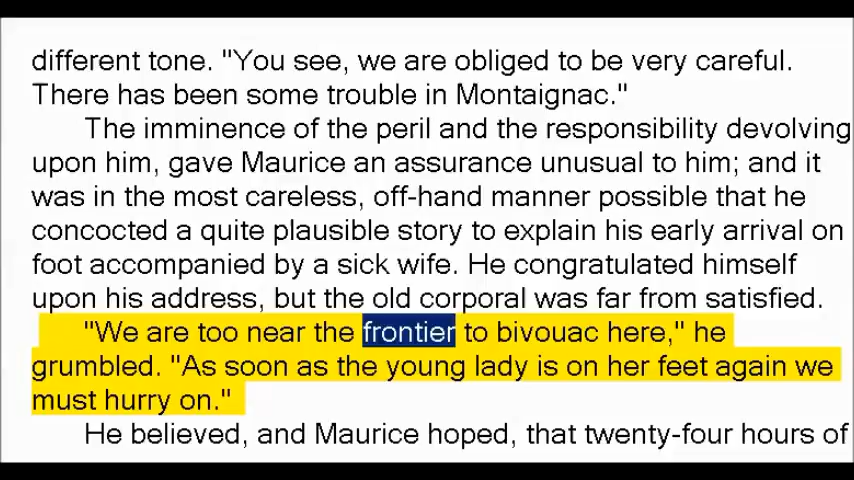 different tone. "You see, we are obliged to be very careful.
There has been some trouble in Montaignac."
The imminence of the peril and the responsibility devolving
upon him, gave Maurice an assurance unusual to him; and it
was in the most careless, off-hand manner possible that he
concocted a quite plausible story to explain his early arrival on
foot accompanied by a sick wife. He congratulated himself
upon his address, but the old corporal was far from satisfied.
"We are too near the frontier to bivouac here," he
grumbled. "As soon as the young lady is on her feet again we
must hurry on."
He believed, and Maurice hoped, that twenty-four hours of